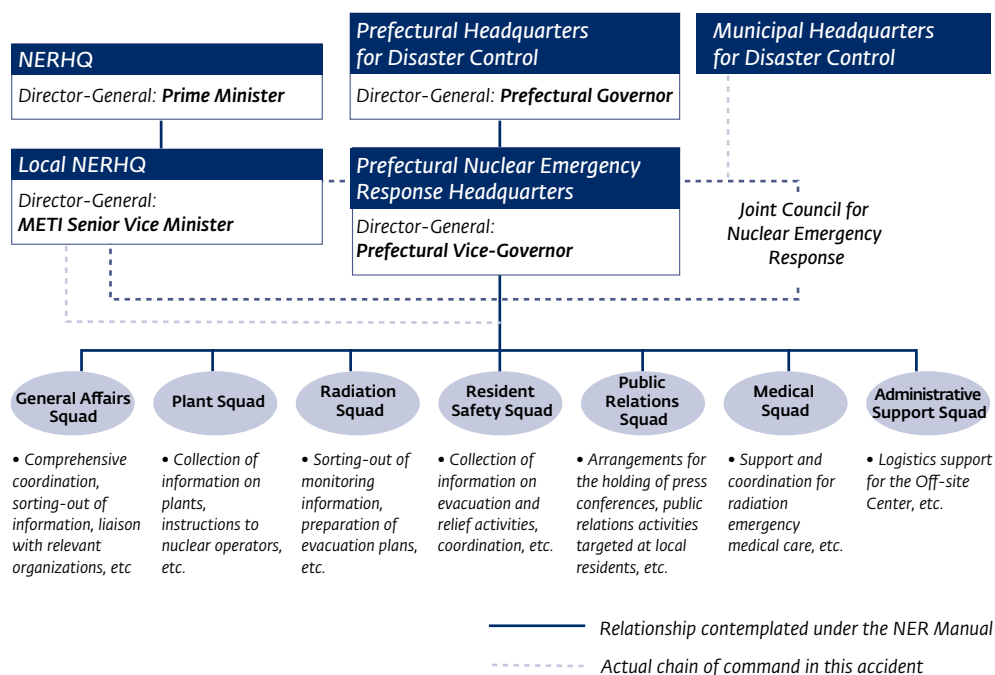 NERHQ
Director-General: Prime Minister
Prefectural Headquarters
for Disaster Control
Director-General: Prefectural Governor
Municipal Headquarters
for Disaster Control
Local NERHQ
Director-General:
METI Senior Vice Minister
Prefectural Nuclear Emergency
Response Headquarters
Director-General:
Prefectural Vice-Governor
Joint Council for
Nuclear Emergency
Response
General Affairs
Squad
• Comprehensive
coordination,
sorting-out of
information, liaison
with relevant
organizations, etc
Plant Squad
• Collection of
information on
plants,
instructions to
nuclear operators,
etc.
Radiation
Squad
• Sorting-out of
monitoring
information,
preparation of
evacuation plans,
etc.
Resident
Safety Squad
• Collection of
information on
evacuation and
relief activities,
coordination, etc.
Public
Relations
Squad
• Arrangements for
the holding of press
conferences, public
relations activities
targeted at local
residents, etc.
Medical
Squad
• Support and
coordination for
radiation
emergency
medical care, etc.
Administrative
Support Squad
• Logistics support
for the Off-site
Center, etc.
Relationship contemplated under the NER Manual
Actual chain of command in this accident